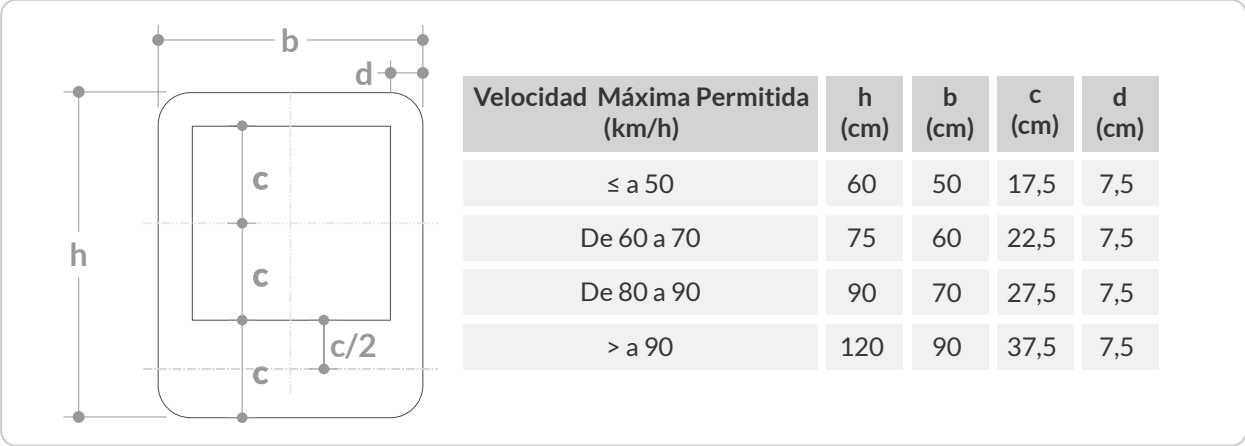 b
d
h
c
c
c/2
c
Velocidad Máxima Permitida (km/h) h (cm) b (cm) c (cm) d (cm)
≤ a 50 60 50 17,5 7,5
De 60 a 70 75 60 22,5 7,5
De 80 a 90 90 70 27,5 7,5
> a 90 120 90 37,5 7,5